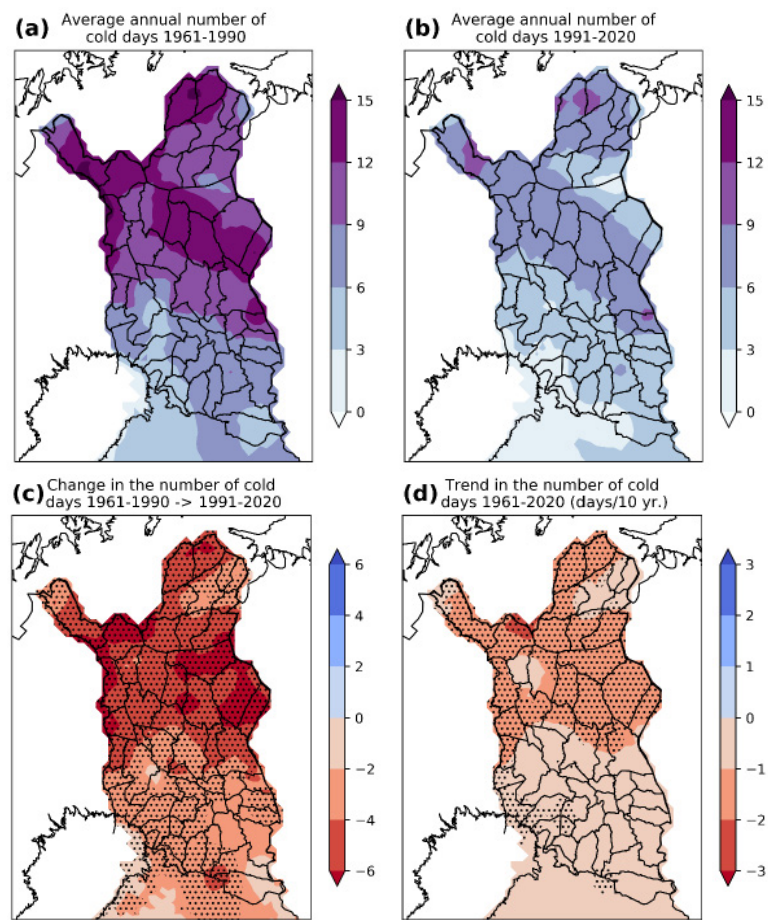 (a)
Average annual number of
cold days 1961-1990
15
12
9
6
3
0
(b)
Average annual number of
cold days 1991-2020
15
12
9
6
3
0
(c)
Change in the number of cold
days 1961-1990 -> 1991-2020
6
4
2
0
−2
−4
−6
(d)
Trend in the number of cold
days 1961-2020 (days/10 yr.)
3
2
1
0
−1
−2
−3